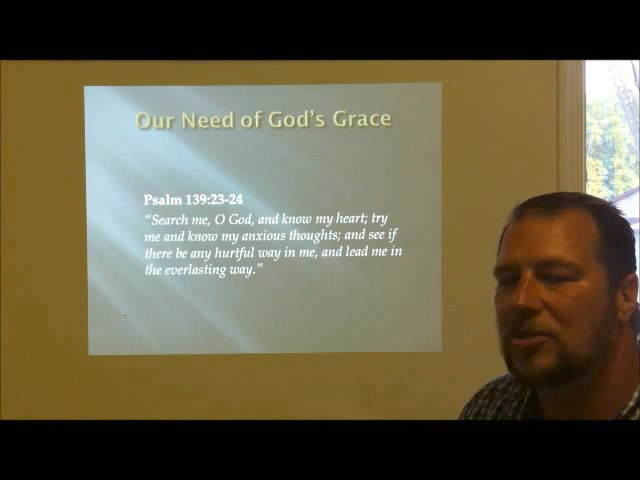 Our Need of God's Grace
Psalm 139:23-24
“Search me, O God, and know my heart; try
me and know my anxious thoughts; and see if
there be any hurtful way in me, and lead me in
the everlasting way.”